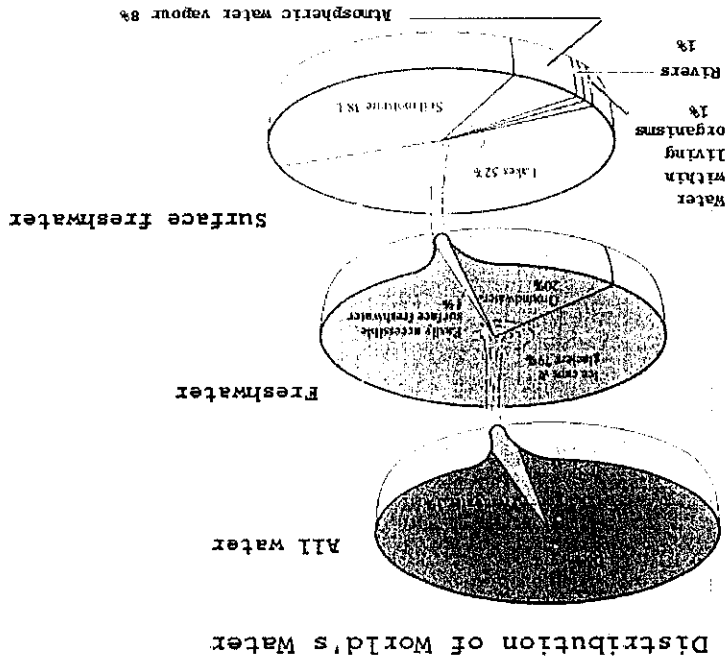 Distribution of World's Water
All water
Freshwater
Ice caps &
glaciers 79%
Groundwater
20%
Easily accessible
surface freshwater
1%
Surface freshwater
Lakes 52%
Soil moisture 38%
Water
within
living
organisms
1%
Rivers
1%
Atmospheric water vapour 8%